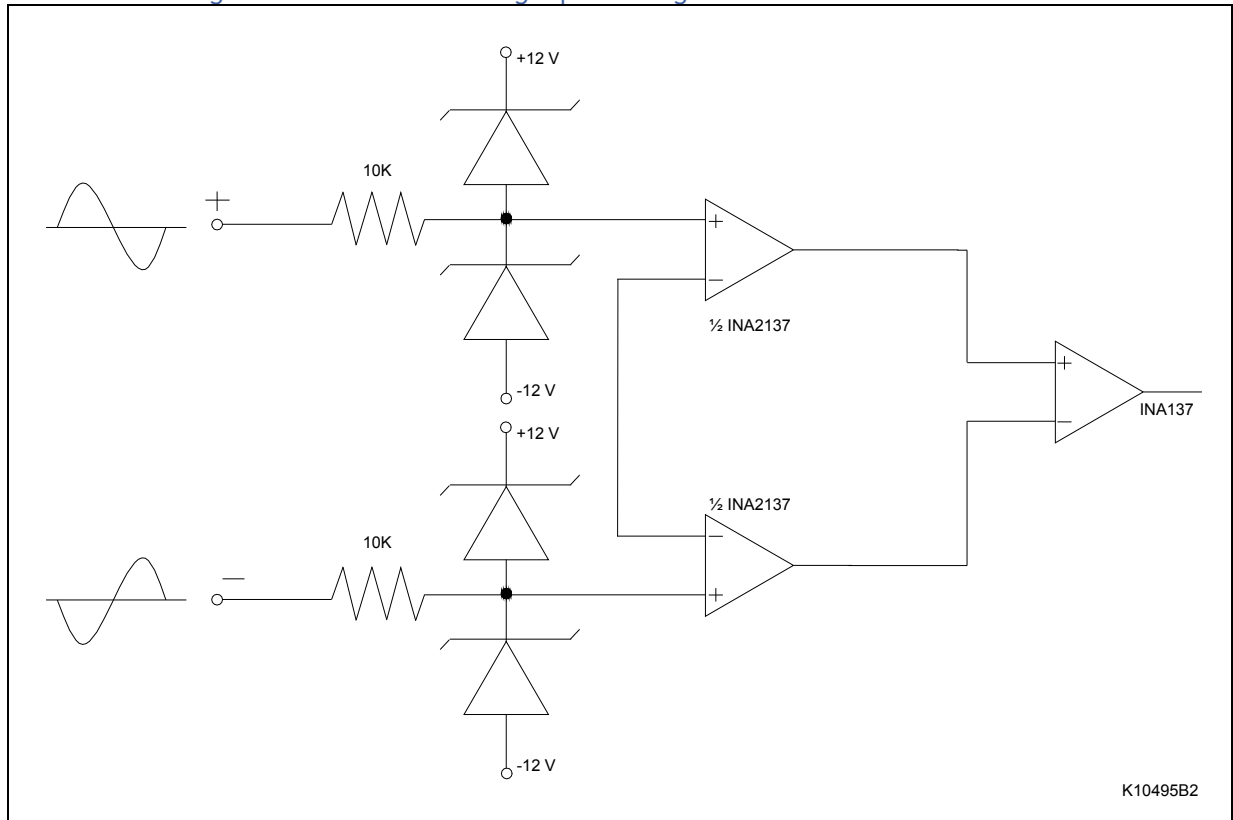 +12 V
10K
+
+
−
½ INA2137
-12 V
+
−
INA137
+12 V
½ INA2137
10K
−
−
+
-12 V
K10495B2